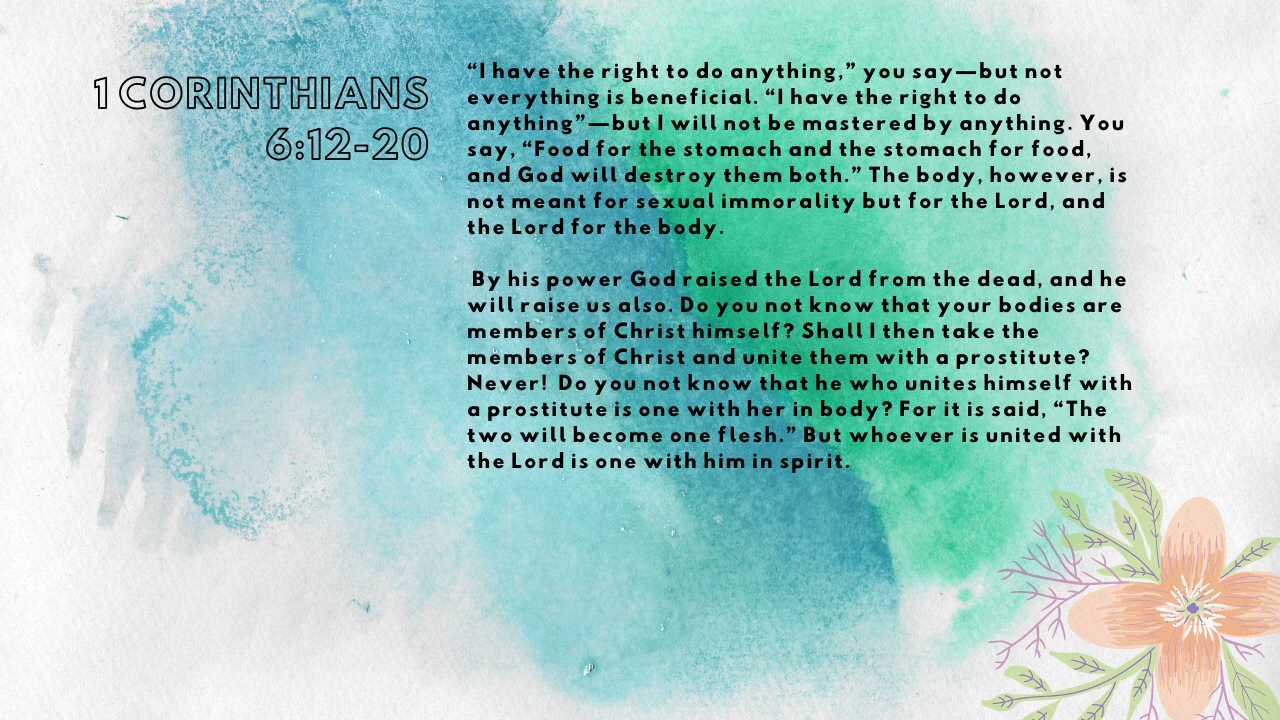 1 CORINTHIANS
6:12-20
“I have the right to do anything,” you say—but not
everything is beneficial. “I have the right to do
anything”—but I will not be mastered by anything. You
say, “Food for the stomach and the stomach for food,
and God will destroy them both.” The body, however, is
not meant for sexual immorality but for the Lord, and
the Lord for the body.
By his power God raised the Lord from the dead, and he
will raise us also. Do you not know that your bodies are
members of Christ himself? Shall I then take the
members of Christ and unite them with a prostitute?
Never! Do you not know that he who unites himself with
a prostitute is one with her in body? For it is said, “The
two will become one flesh.” But whoever is united with
the Lord is one with him in spirit.